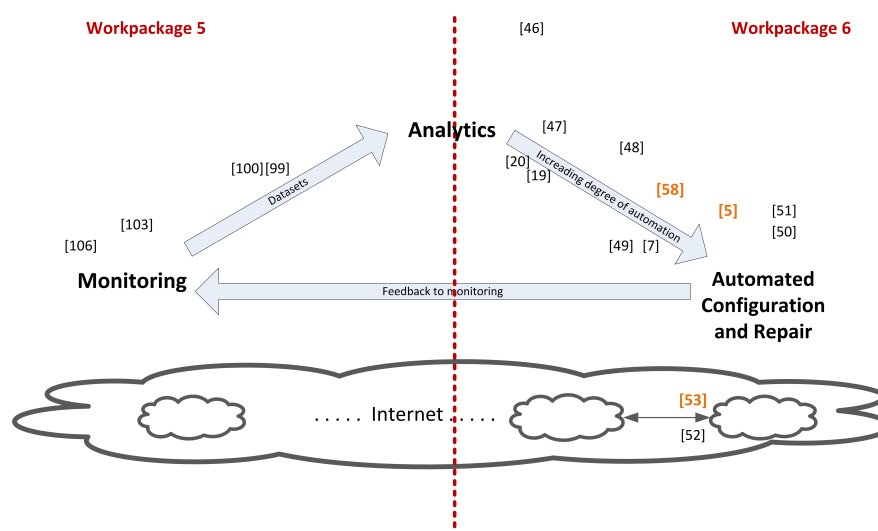 Workpackage 5
[46]
Workpackage 6
Analytics
[47]
[48]
[100][99]
Datasets
[20]
[19]
Increading degree of automation
[58]
[5]
[51]
[50]
[103]
[106]
[49] [7]
Monitoring
Feedback to monitoring
Automated
Configuration
and Repair
..... Internet .....
[53]
[52]